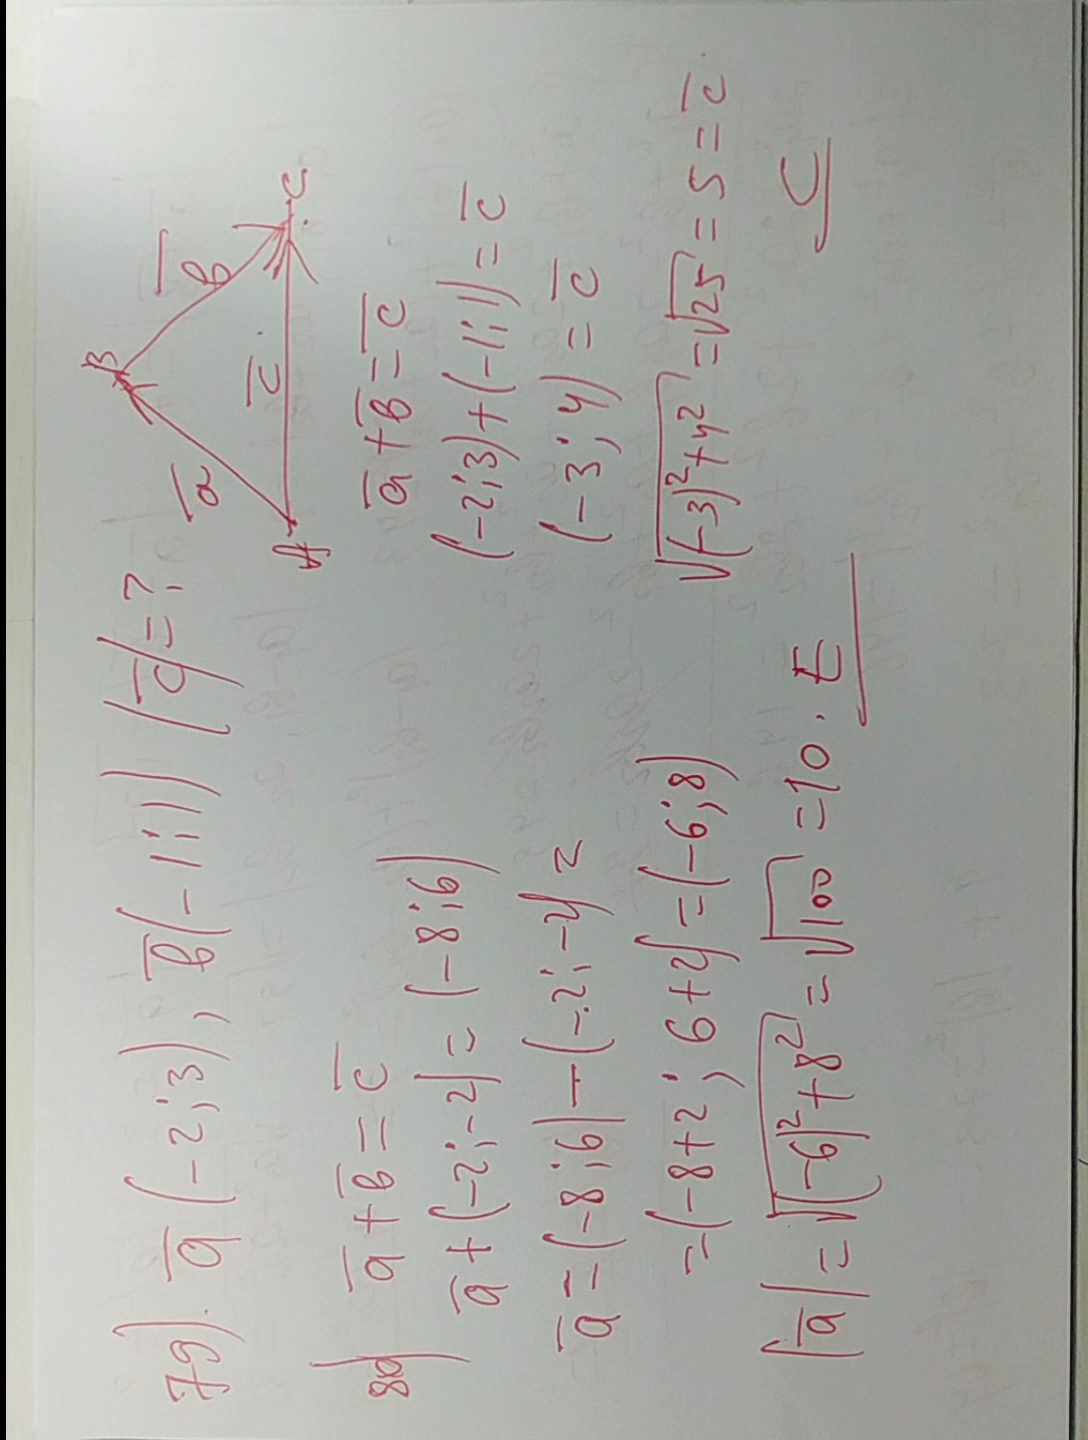 79). a̅ (-2;3), b̅(-1;1) |c̅|=?
B
a̅
b̅
c̅
A
C
a̅+b̅=c̅
(-2;3)+(-1;1)=c̅
(-3;4)=c̅
√((-3)²+4²)=√25=5=c̅
C
80) a̅+b̅=c̅
a̅+(-2;-2)=(-8;6)
a̅=(-8;6)-(-2;-2)=
=(-8+2;6+2)=(-6;8)
|a̅|=√((-6)²+8²)=√100=10. E